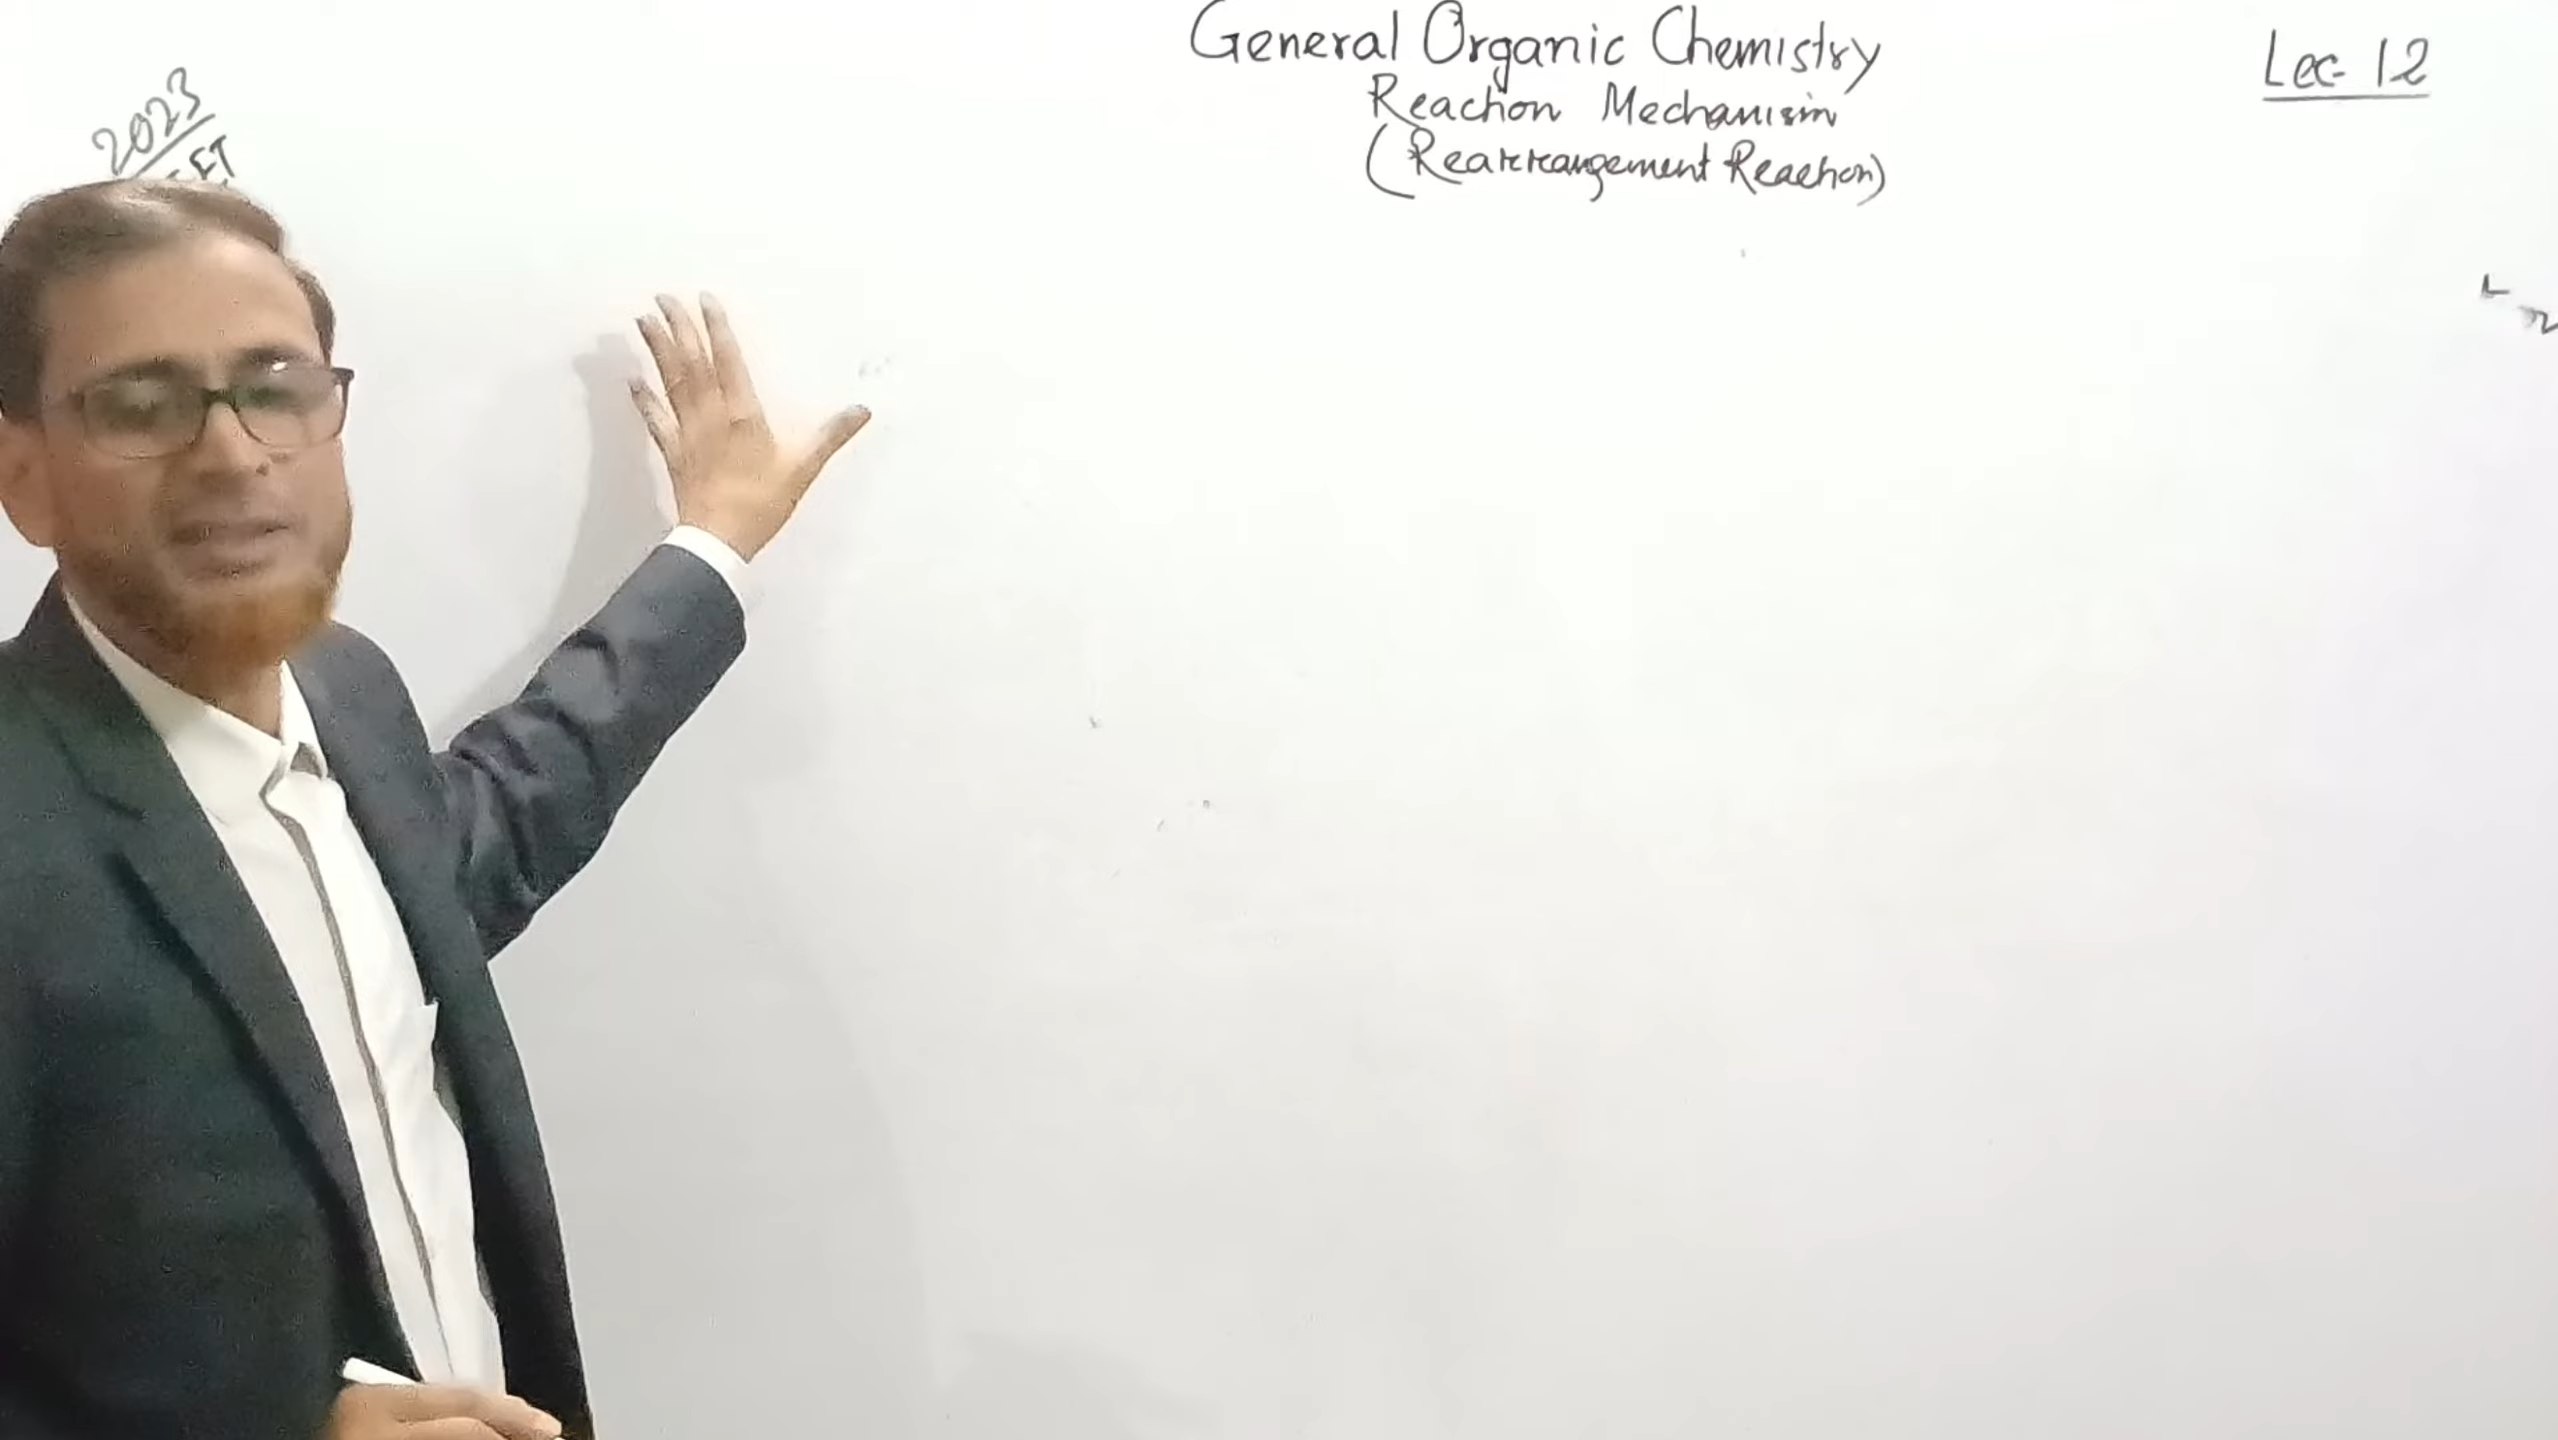 General Organic Chemistry
Reaction Mechanism
(Rearrangement Reaction)
Lec- 12
2023